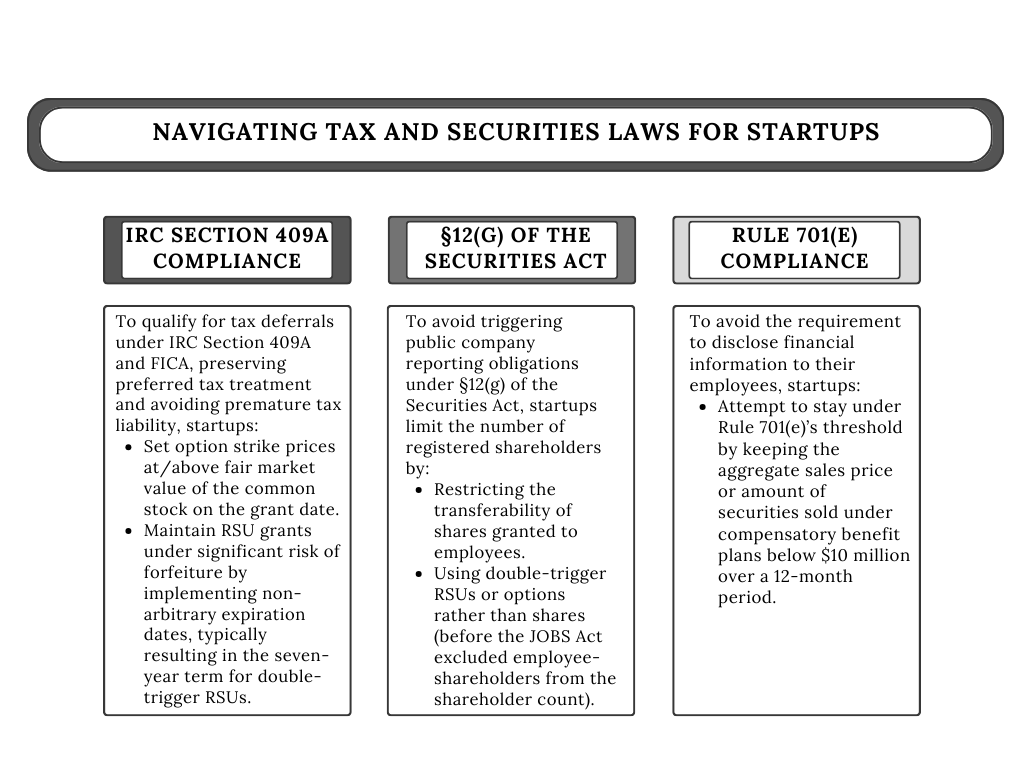 NAVIGATING TAX AND SECURITIES LAWS FOR STARTUPS
IRC SECTION 409A
COMPLIANCE
To qualify for tax deferrals
under IRC Section 409A
and FICA, preserving
preferred tax treatment
and avoiding premature tax
liability, startups:
• Set option strike prices
at/above fair market
value of the common
stock on the grant date.
• Maintain RSU grants
under significant risk of
forfeiture by
implementing non-
arbitrary expiration
dates, typically
resulting in the seven-
year term for double-
trigger RSUs.
§12(G) OF THE
SECURITIES ACT
To avoid triggering
public company
reporting obligations
under §12(g) of the
Securities Act, startups
limit the number of
registered shareholders
by:
• Restricting the
transferability of
shares granted to
employees.
• Using double-trigger
RSUs or options
rather than shares
(before the JOBS Act
excluded employee-
shareholders from the
shareholder count).
RULE 701(E)
COMPLIANCE
To avoid the requirement
to disclose financial
information to their
employees, startups:
• Attempt to stay under
Rule 701(e)’s threshold
by keeping the
aggregate sales price
or amount of
securities sold under
compensatory benefit
plans below $10 million
over a 12-month
period.